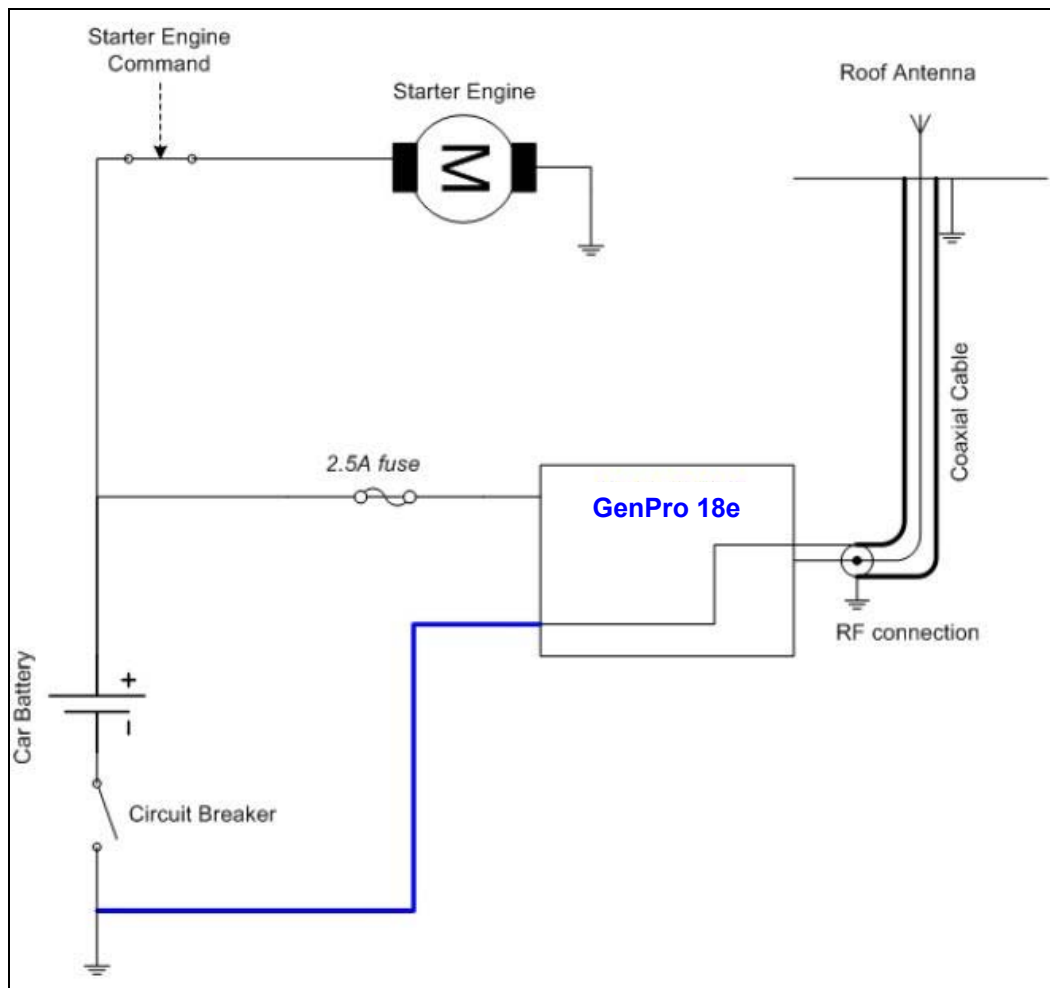 Starter Engine
Command
Starter Engine
Roof Antenna
M
Coaxial Cable
2.5A fuse
GenPro 18e
RF connection
Car Battery
+
–
Circuit Breaker